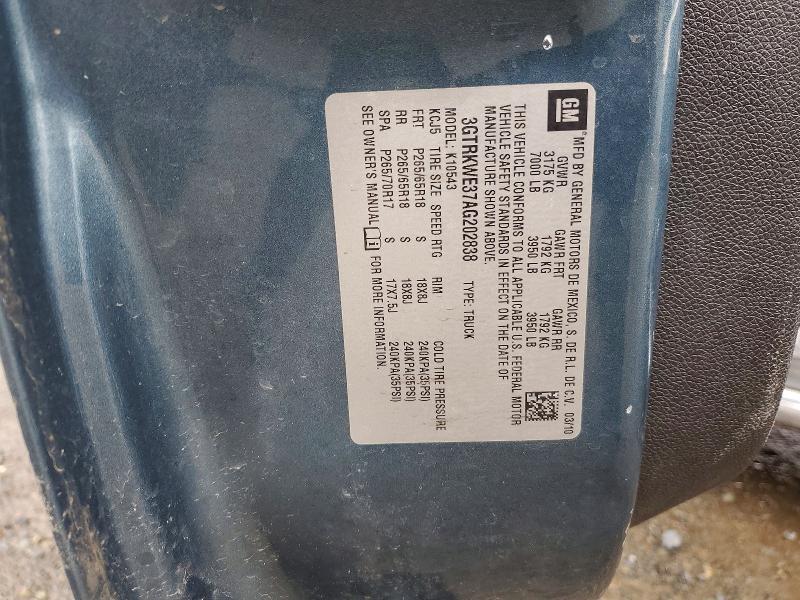 GM ®MFD BY GENERAL MOTORS DE MEXICO, S. DE R.L. DE C.V. 03/10
GVWR GAWR FRT GAWR RR
3175 KG 1792 KG 1792 KG
7000 LB 3950 LB 3950 LB
THIS VEHICLE CONFORMS TO ALL APPLICABLE U.S. FEDERAL MOTOR
VEHICLE SAFETY STANDARDS IN EFFECT ON THE DATE OF
MANUFACTURE SHOWN ABOVE.
3GTRKWE37AG202838 TYPE: TRUCK
MODEL: K10543
KCJ5 TIRE SIZE SPEED RTG RIM COLD TIRE PRESSURE
FRT P265/65R18 S 18X8J 240KPA(35PSI)
RR P265/65R18 S 18X8J 240KPA(35PSI)
SPA P265/70R17 S 17X7.5J 240KPA(35PSI)
SEE OWNER'S MANUAL i FOR MORE INFORMATION.